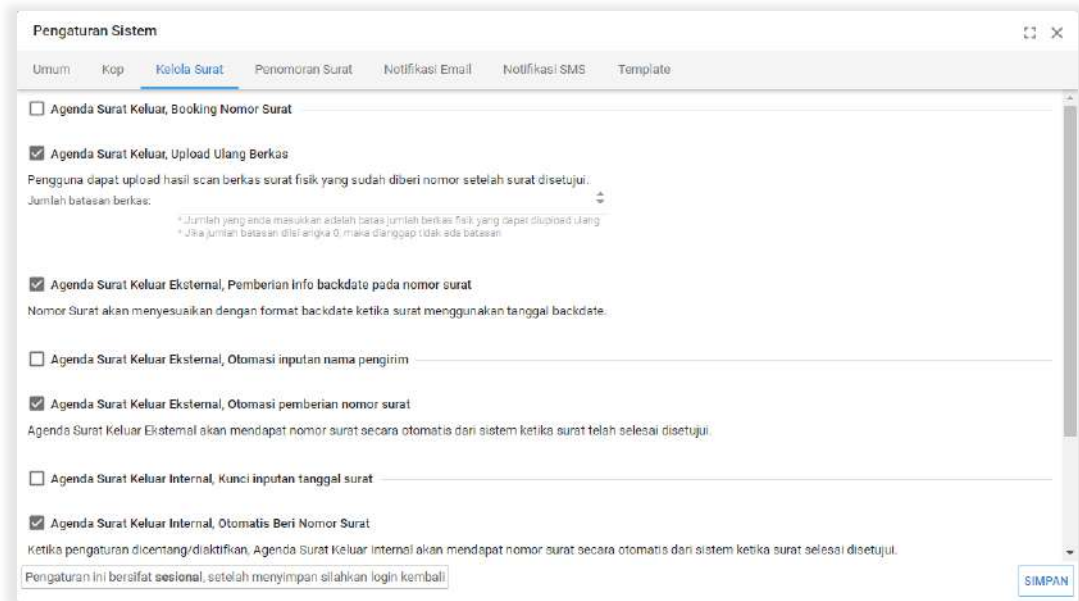 Pengaturan Sistem
Umum Kop Kelola Surat Penomoran Surat Notifikasi Email Notifikasi SMS Template
Agenda Surat Keluar, Booking Nomor Surat
Agenda Surat Keluar, Upload Ulang Berkas
Pengguna dapat upload hasil scan berkas surat fisik yang sudah diberi nomor setelah surat disetujui.
Jumlah batasan berkas:
* Jumlah yang anda masukkan adalah batas jumlah berkas fisik yang dapat diupload ulang
* Jika jumlah batasan diisi angka 0, maka dianggap tidak ada batasan
Agenda Surat Keluar Eksternal, Pemberian info backdate pada nomor surat
Nomor Surat akan menyesuaikan dengan format backdate ketika surat menggunakan tanggal backdate.
Agenda Surat Keluar Eksternal, Otomasi inputan nama pengirim
Agenda Surat Keluar Eksternal, Otomasi pemberian nomor surat
Agenda Surat Keluar Eksternal akan mendapat nomor surat secara otomatis dari sistem ketika surat telah selesai disetujui.
Agenda Surat Keluar Internal, Kunci inputan tanggal surat
Agenda Surat Keluar Internal, Otomatis Beri Nomor Surat
Ketika pengaturan dicentang/diaktifkan, Agenda Surat Keluar Internal akan mendapat nomor surat secara otomatis dari sistem ketika surat selesai disetujui.
Pengaturan ini bersifat sesional, setelah menyimpan silahkan login kembali
SIMPAN